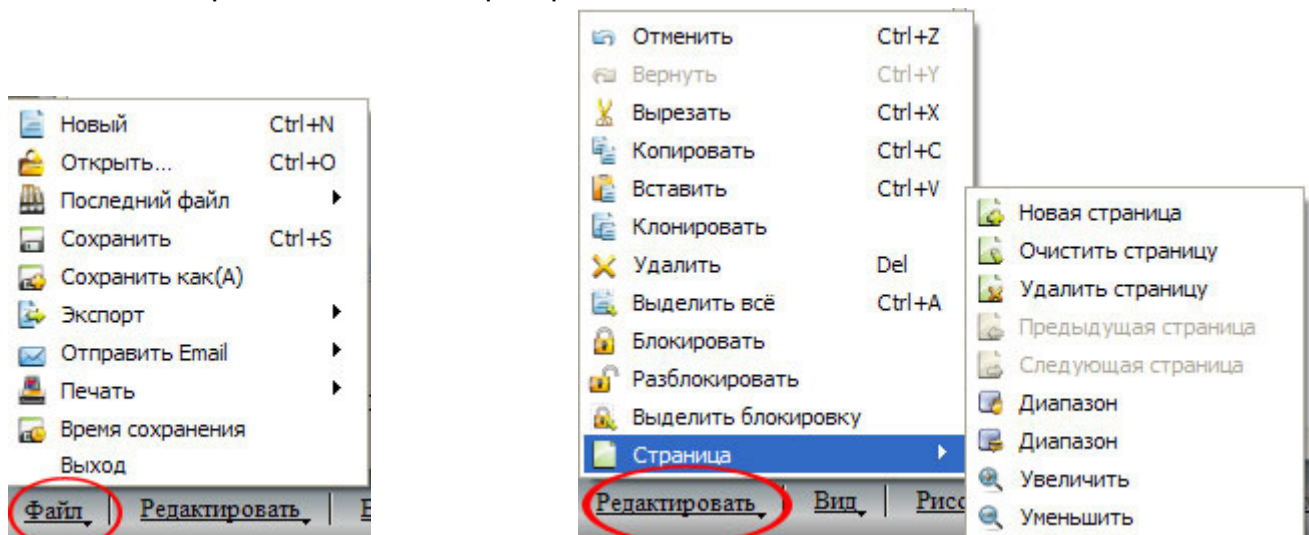 Новый Ctrl+N
Открыть... Ctrl+O
Последний файл
Сохранить Ctrl+S
Сохранить как(А)
Экспорт
Отправить Email
Печать
Время сохранения
Выход
Файл Редактировать
Отменить Ctrl+Z
Вернуть Ctrl+Y
Вырезать Ctrl+X
Копировать Ctrl+C
Вставить Ctrl+V
Клонировать
Удалить Del
Выделить всё Ctrl+A
Блокировать
Разблокировать
Выделить блокировку
Страница
Редактировать Вид
Новая страница
Очистить страницу
Удалить страницу
Предыдущая страница
Следующая страница
Диапазон
Диапазон
Увеличить
Уменьшить